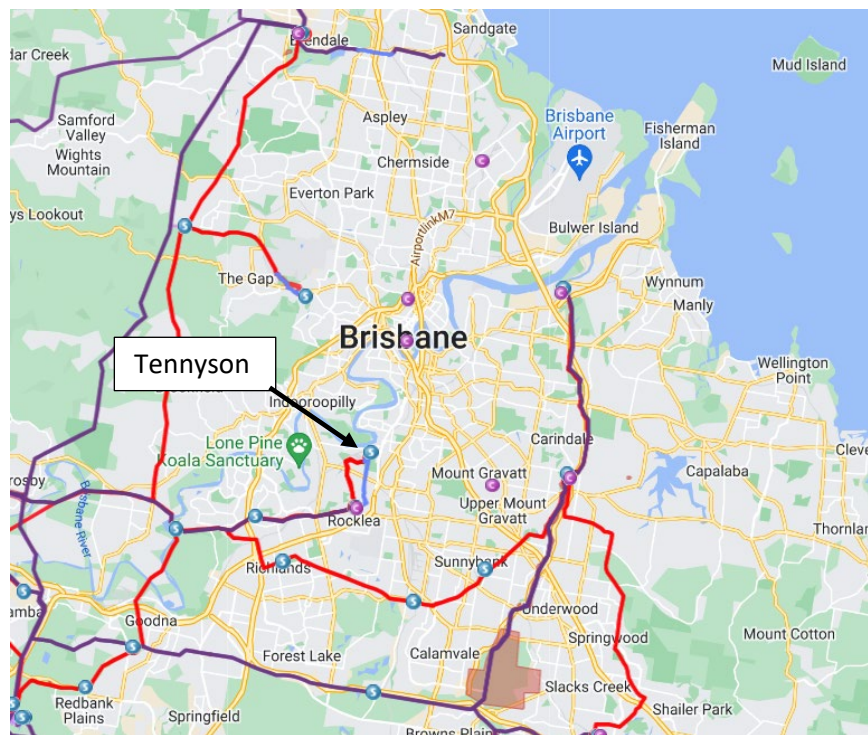 Sandgate
Brendale
dar Creek
Mud Island
Samford
Valley
Aspley
Brisbane
Airport
Fisherman
Island
Wights
Mountain
Chermside
Everton Park
ys Lookout
AirportlinkM7
Bulwer Island
The Gap
Wynnum
Manly
Brisbane
Tennyson
Wellington
Point
Indooroopilly
Lone Pine
Koala Sanctuary
Carindale
Cleve
Mount Gravatt
Capalaba
rosby
Upper Mount
Gravatt
Brisbane
River
Rocklea
Thornlan
Richlands
Sunnybank
amba
Goodna
Underwood
Springwood
Mount Cotton
Forest Lake
Calamvale
Redbank
Plains
Springfield
Slacks Creek
Shailer Park
Browns Plains